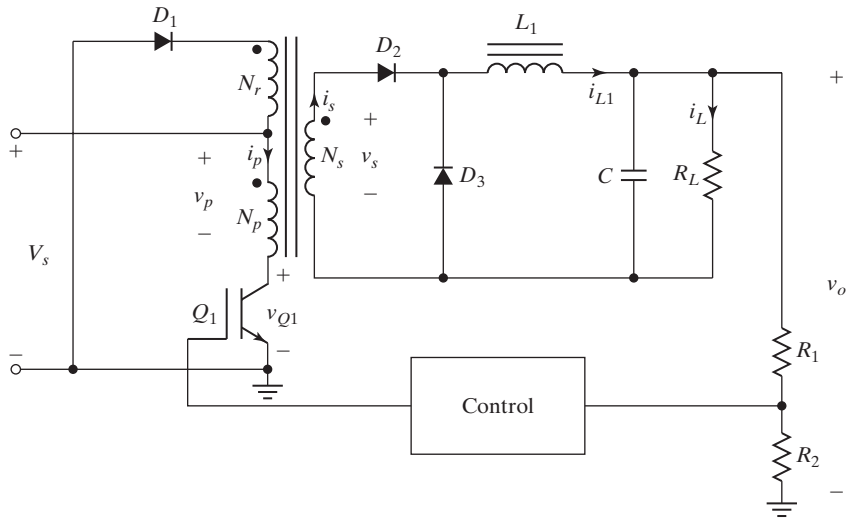 D1
D2
L1
Nr
+
ip
+
vp
−
Np
is
+
Ns
vs
−
D3
iL1
iL
C
RL
+
Vs
−
Q1
+
vQ1
−
Control
vo
R1
R2
−